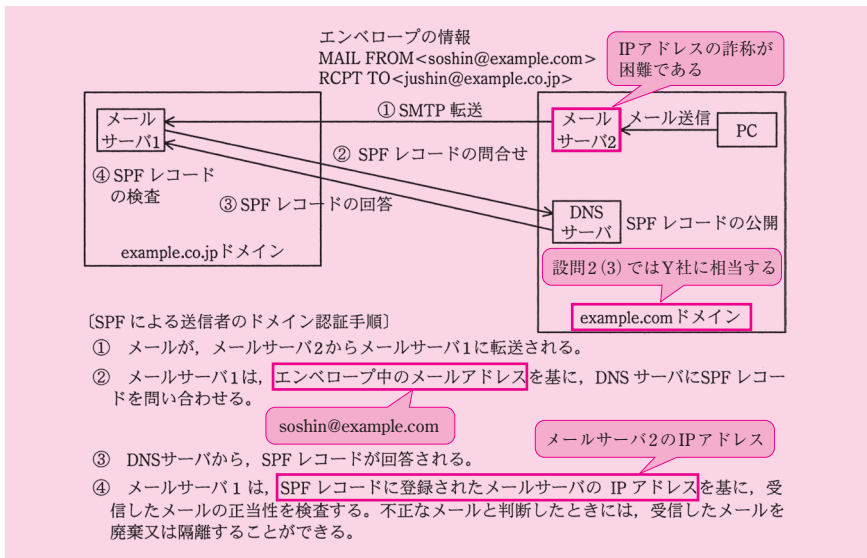 エンベロープの情報
MAIL FROM<soshin@example.com>
RCPT TO<jushin@example.co.jp>
IPアドレスの詐称が
困難である
① SMTP 転送
メール
サーバ1
メール
サーバ2
メール送信
PC
② SPF レコードの問合せ
④ SPF レコード
の検査
③ SPF レコードの回答
DNS
サーバ
SPF レコードの公開
example.co.jpドメイン
設問2(3)ではY社に相当する
example.comドメイン
〔SPF による送信者のドメイン認証手順〕
① メールが,メールサーバ2からメールサーバ1に転送される。
② メールサーバ1は,エンベロープ中のメールアドレスを基に,DNS サーバにSPF レコー
ドを問い合わせる。
soshin@example.com
メールサーバ2のIPアドレス
③ DNSサーバから,SPF レコードが回答される。
④ メールサーバ1 は,SPF レコードに登録されたメールサーバの IP アドレスを基に,受
信したメールの正当性を検査する。不正なメールと判断したときには,受信したメールを
廃棄又は隔離することができる。